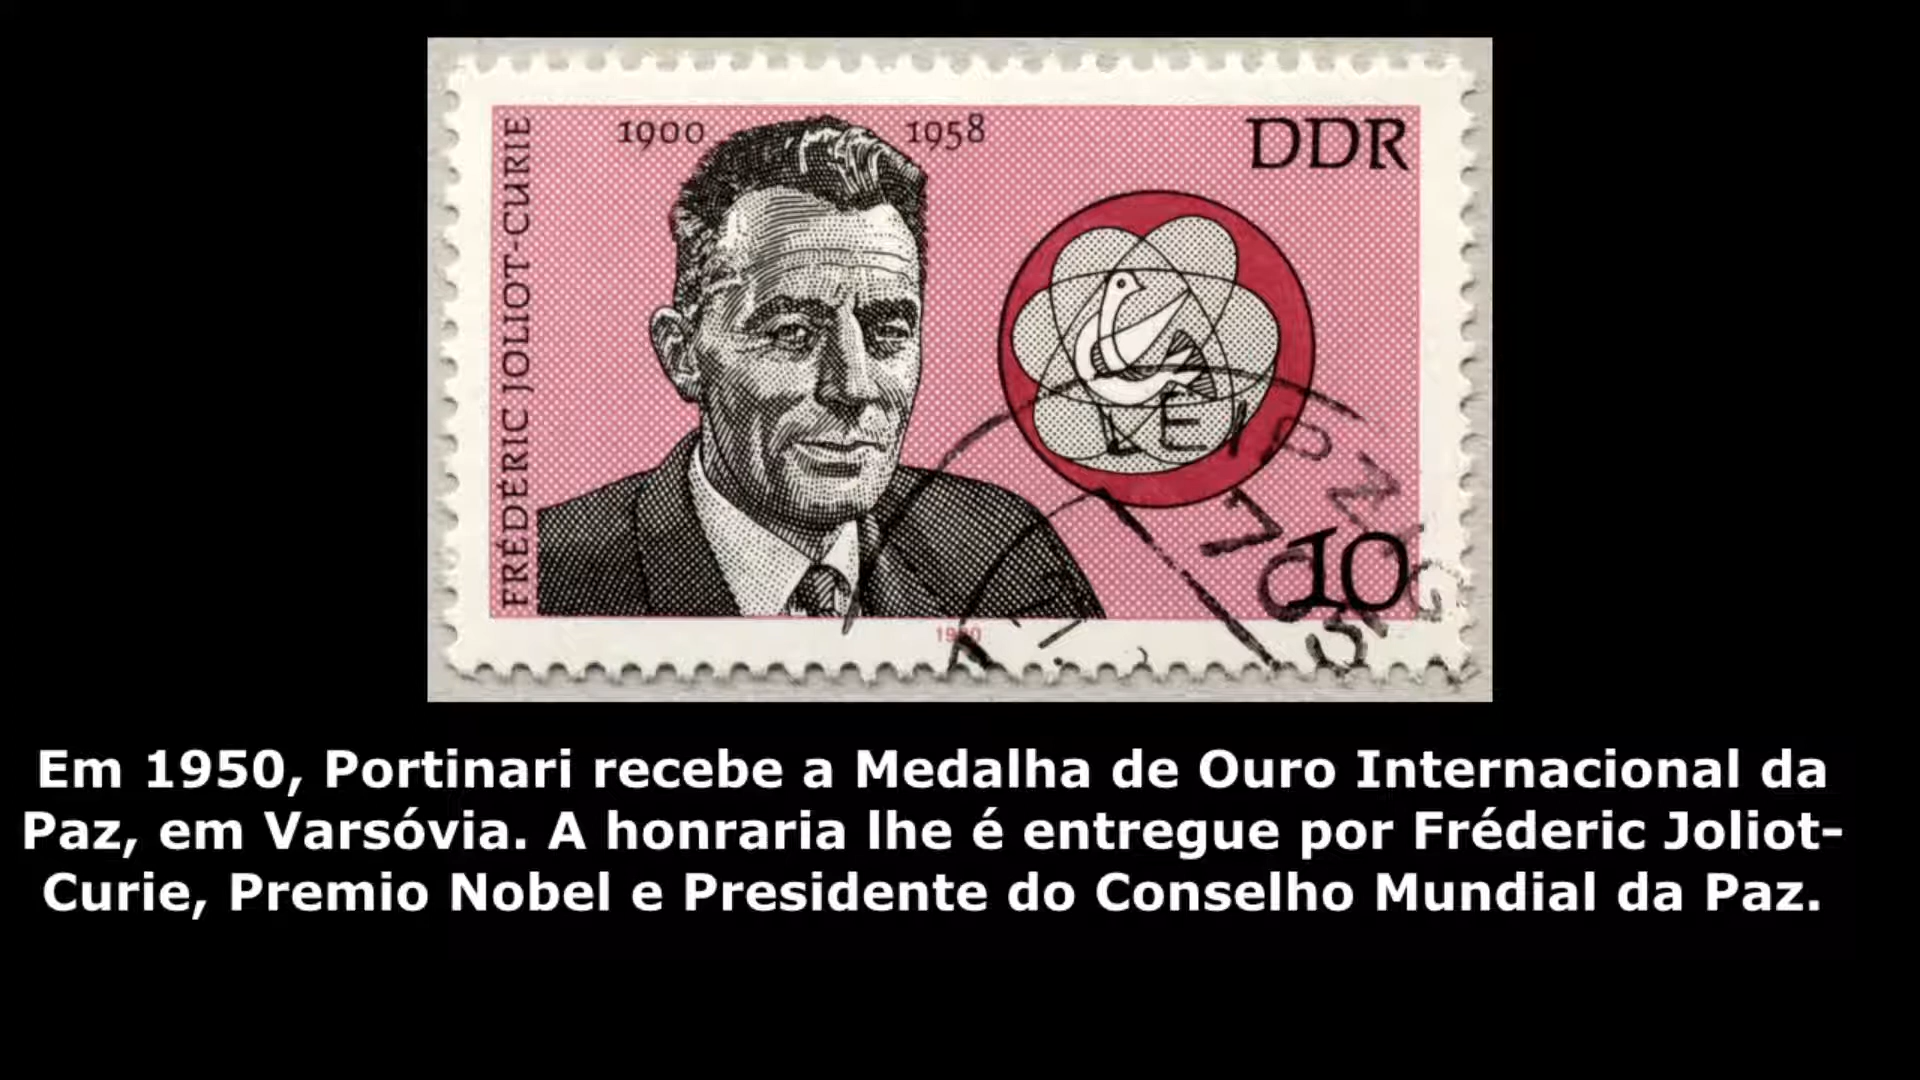 1900 1958 DDR
FRÉDÉRIC JOLIOT-CURIE
LEIPZIG
10
Em 1950, Portinari recebe a Medalha de Ouro Internacional da
Paz, em Varsóvia. A honraria lhe é entregue por Fréderic Joliot-
Curie, Premio Nobel e Presidente do Conselho Mundial da Paz.